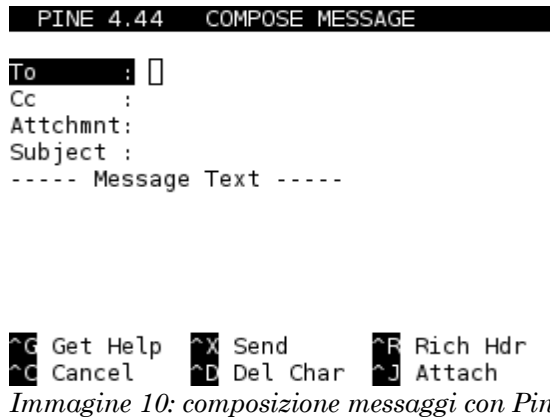 PINE 4.44 COMPOSE MESSAGE
To :
Cc :
Attchmnt:
Subject :
----- Message Text -----
^G Get Help ^X Send ^R Rich Hdr
^C Cancel ^D Del Char ^J Attach
Immagine 10: composizione messaggi con Pin